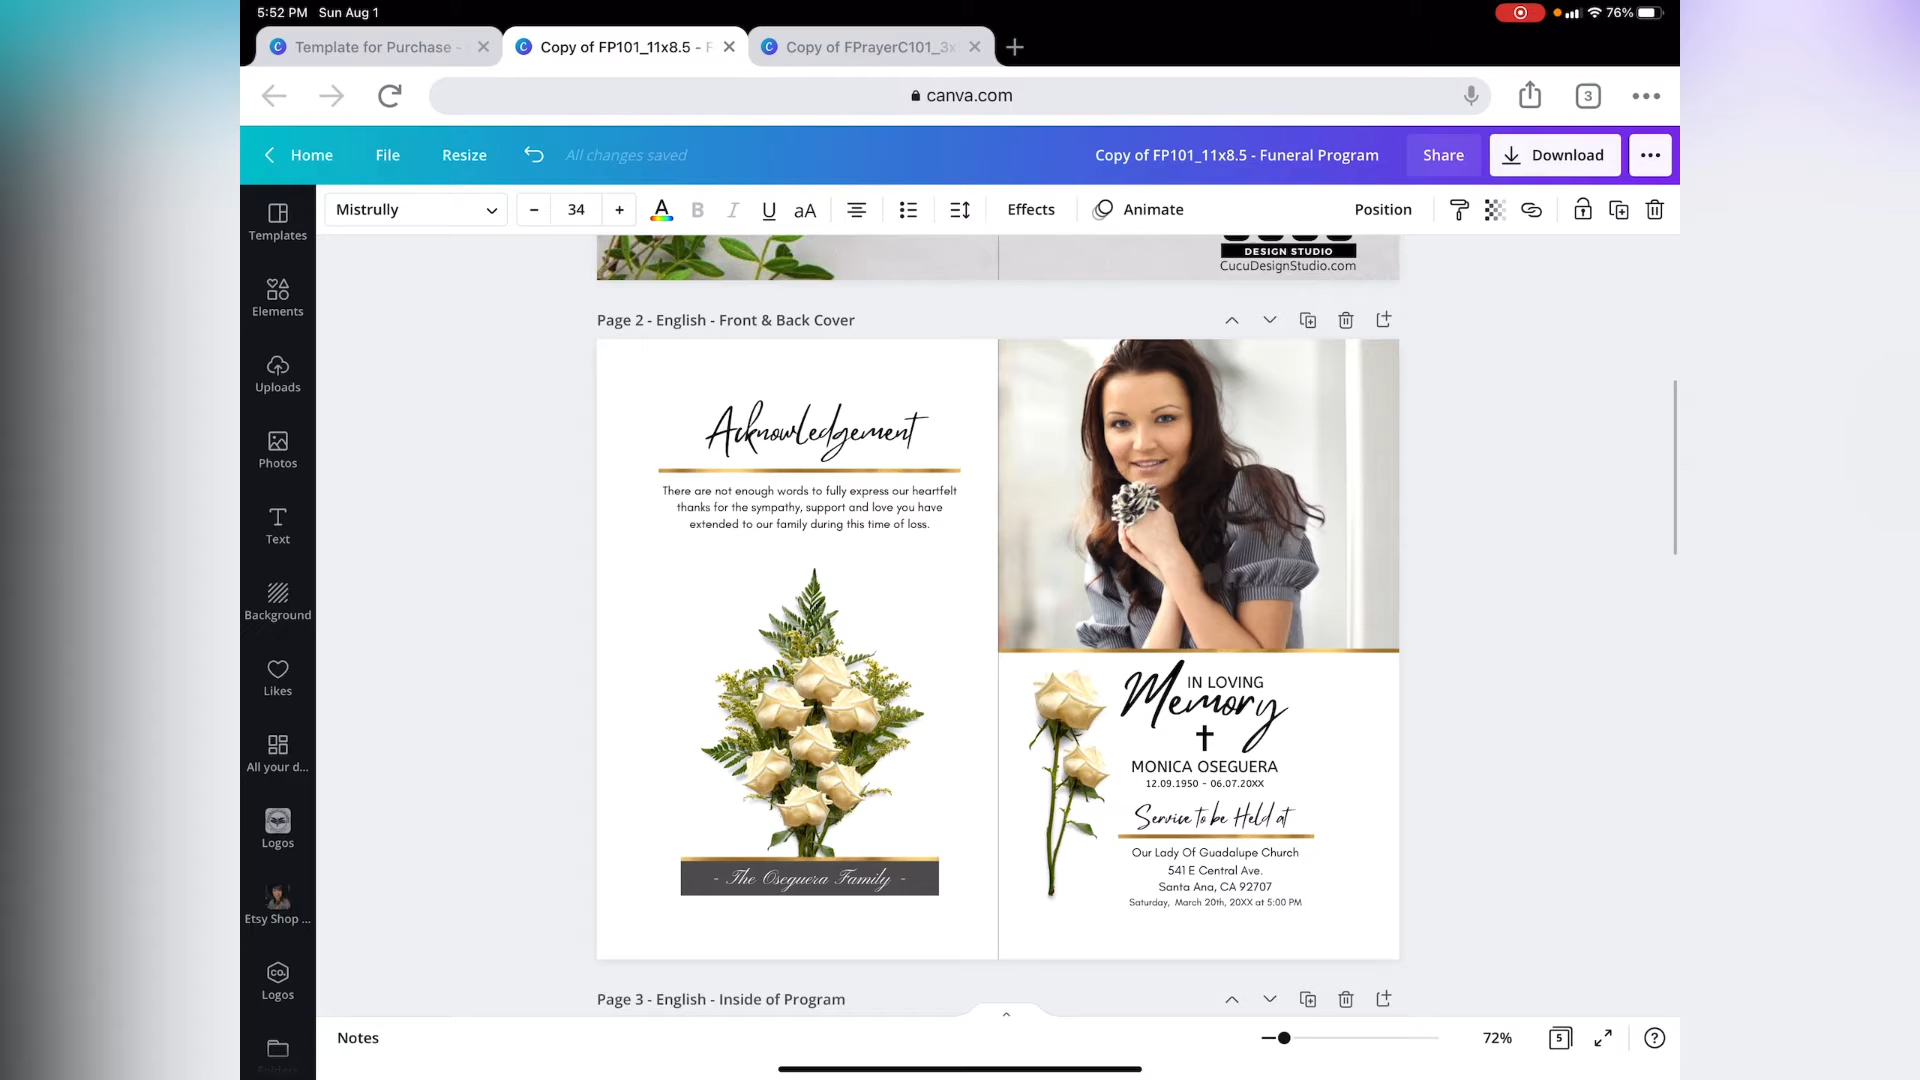 5:52 PM Sun Aug 1
76%
Template for Purchase -
Copy of FP101_11x8.5 - F
Copy of FPrayerC101_3x
canva.com
3
Home
File
Resize
All changes saved
Copy of FP101_11x8.5 - Funeral Program
Share
Download
Mistrully
34
A
B
I
U
aA
Effects
Animate
Position
Templates
Elements
Uploads
Photos
Text
Background
Likes
All your d...
Logos
Etsy Shop ...
CO.
Logos
Folders
DESIGN STUDIO
CucuDesignStudio.com
Page 2 - English - Front & Back Cover
Acknowledgement
There are not enough words to fully express our heartfelt
thanks for the sympathy, support and love you have
extended to our family during this time of loss.
- The Oseguera Family -
IN LOVING
Memory
MONICA OSEGUERA
12.09.1950 - 06.07.20XX
Service to be Held at
Our Lady Of Guadalupe Church
541 E Central Ave.
Santa Ana, CA 92707
Saturday, March 20th, 20XX at 5:00 PM
Page 3 - English - Inside of Program
Notes
72%
5
?